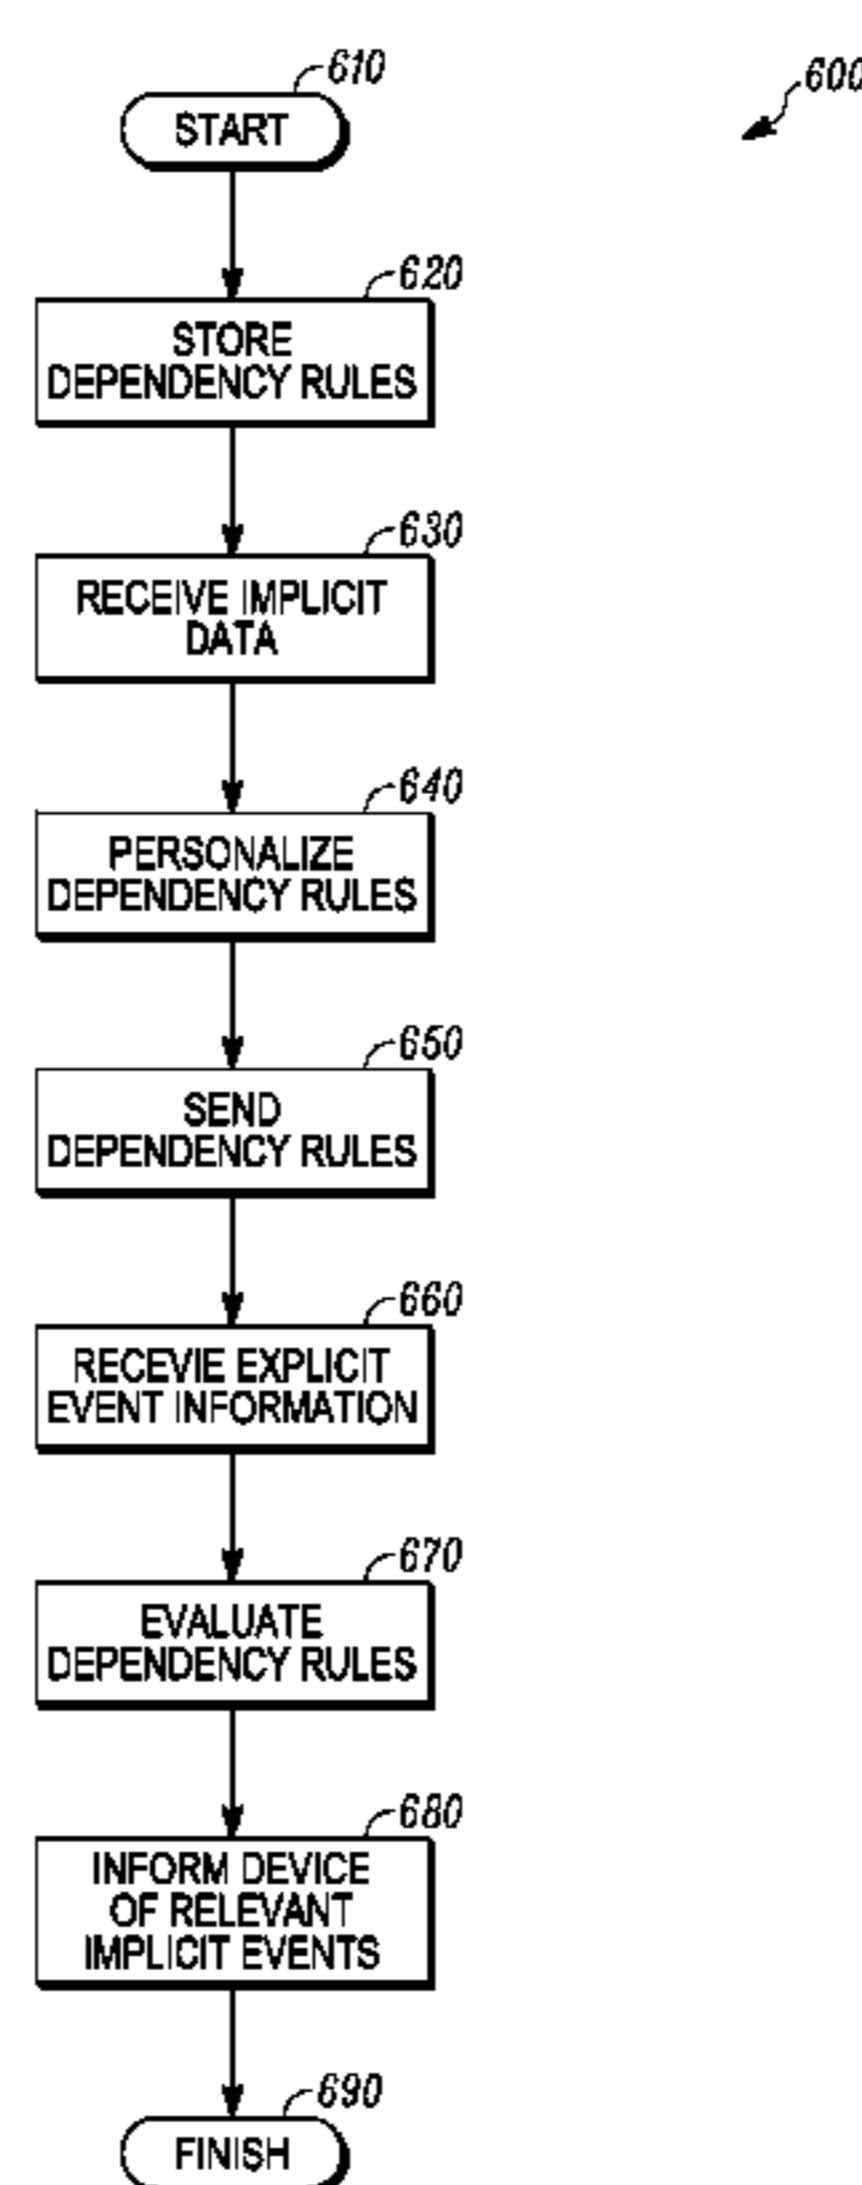 610
600
START
620
STORE
DEPENDENCY RULES
630
RECEIVE IMPLICIT
DATA
640
PERSONALIZE
DEPENDENCY RULES
650
SEND
DEPENDENCY RULES
660
RECEVIE EXPLICIT
EVENT INFORMATION
670
EVALUATE
DEPENDENCY RULES
680
INFORM DEVICE
OF RELEVANT
IMPLICIT EVENTS
690
FINISH